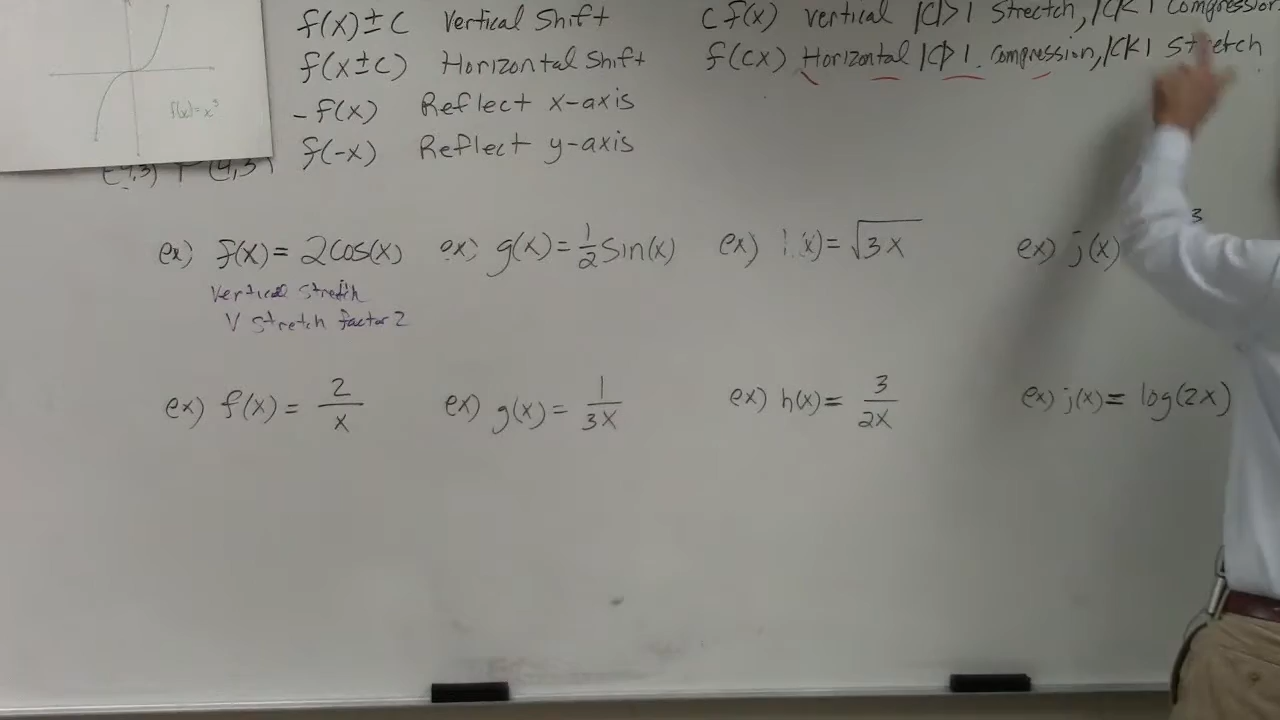 f(x) ± C Vertical Shift
f(x±c) Horizontal Shift
-f(x) Reflect x-axis
f(-x) Reflect y-axis
C f(x) vertical |C|>1 Stretch, |C|<1 Compression
f(cx) Horizontal |C|>1 . Compression, |C|<1 Stretch
f(x)=x³
(4,3)
ex) f(x)= 2cos(x)
Vertical Stretch
V Stretch factor 2
ex) g(x)= 1/2 Sin(x)
ex) (x)= √3x
ex) j(x) 3
ex) f(x)= 2/x
ex) g(x)= 1/3x
ex) h(x)= 3/2x
ex) j(x)= log(2x)